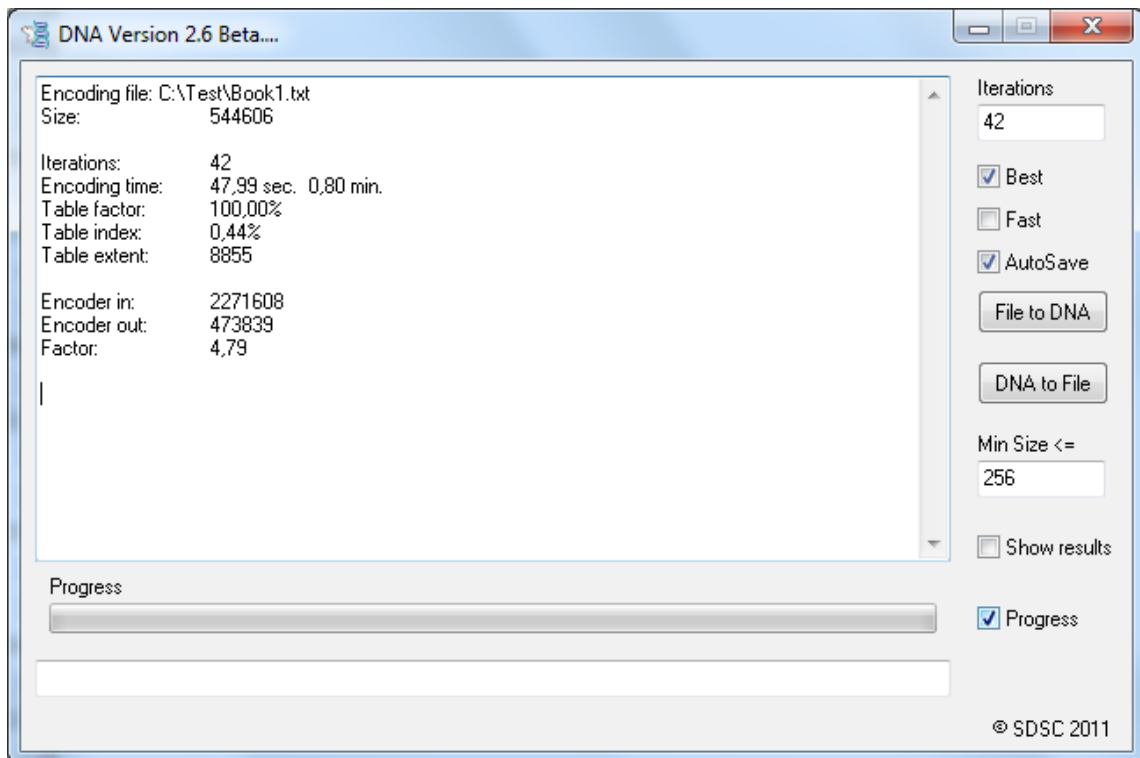 DNA Version 2.6 Beta....
Encoding file: C:\Test\Book1.txt
Size: 544606
Iterations: 42
Encoding time: 47,99 sec. 0,80 min.
Table factor: 100,00%
Table index: 0,44%
Table extent: 8855
Encoder in: 2271608
Encoder out: 473839
Factor: 4,79
Progress
Iterations
42
Best
Fast
AutoSave
File to DNA
DNA to File
Min Size <=
256
Show results
Progress
© SDSC 2011